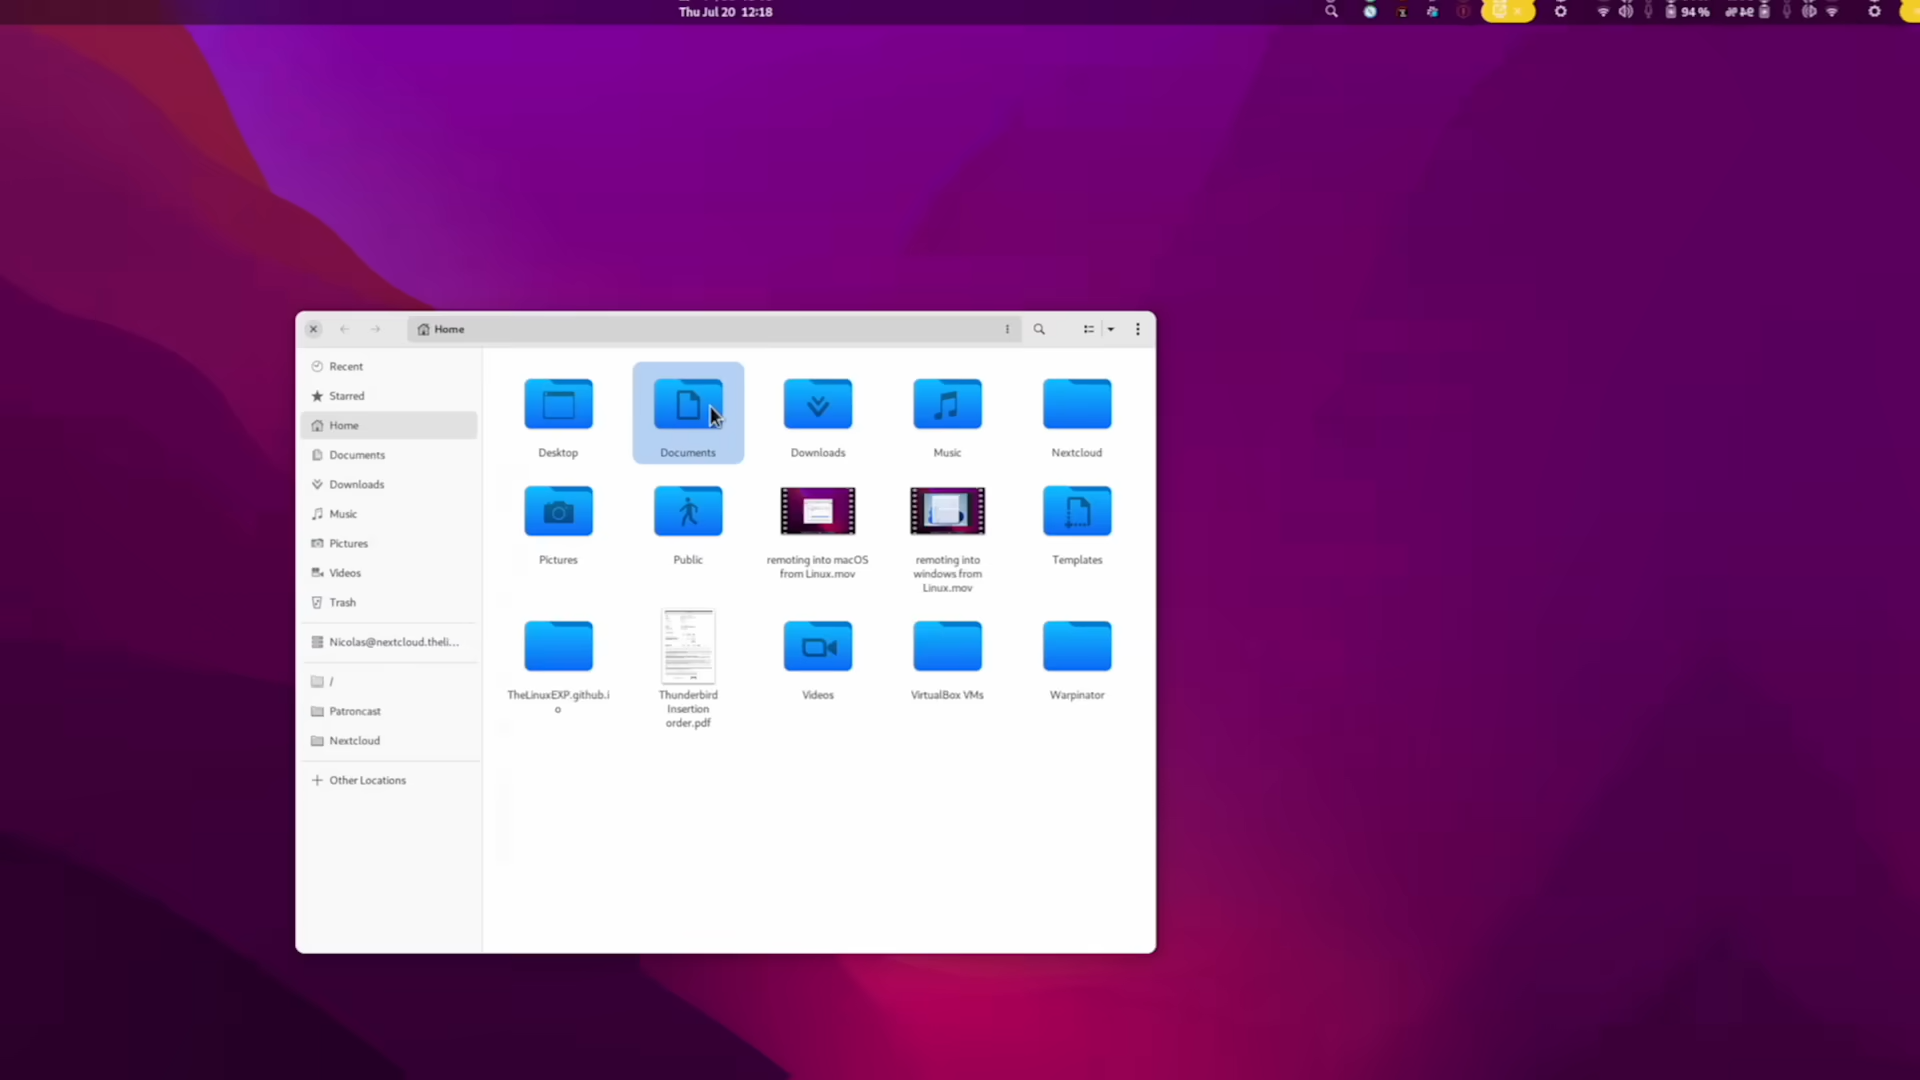 Thu Jul 20 12:18
94 %
Home
Recent
Starred
Home
Documents
Downloads
Music
Pictures
Videos
Trash
Nicolas@nextcloud.theli...
/
Patroncast
Nextcloud
Other Locations
Desktop
Documents
Downloads
Music
Nextcloud
Pictures
Public
remoting into macOS
from Linux.mov
remoting into
windows from
Linux.mov
Templates
TheLinuxEXP.github.i
o
Thunderbird
Insertion
order.pdf
Videos
VirtualBox VMs
Warpinator